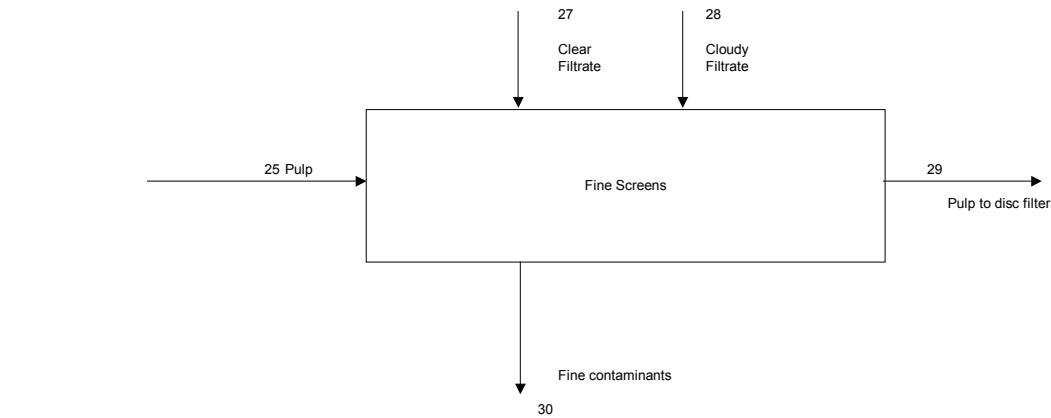 27
Clear
Filtrate
28
Cloudy
Filtrate
25 Pulp
Fine Screens
29
Pulp to disc filter
Fine contaminants
30